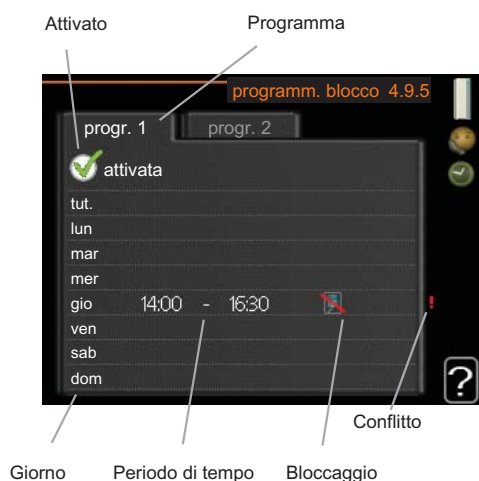 Attivato Programma
programm. blocco 4.9.5
progr. 1 progr. 2
attivata
tut.
lun
mar
mer
gio 14:00 - 16:30 !
ven
sab
dom
?
Conflitto
Giorno Periodo di tempo Bloccaggio